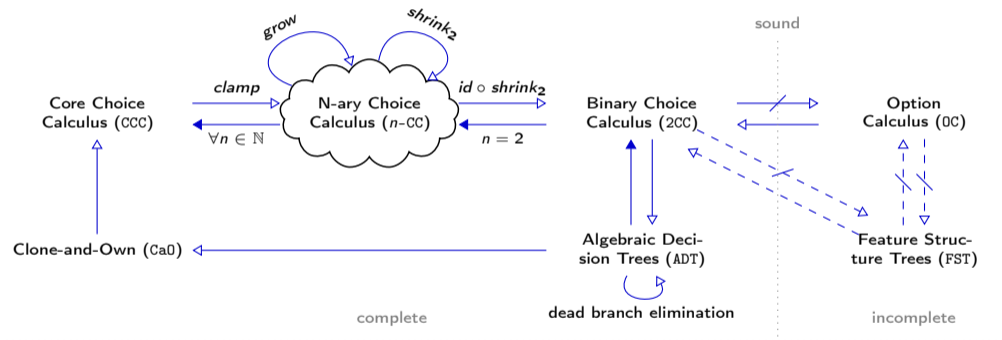 sound
grow
shrink₂
clamp
id ∘ shrink₂
Core Choice
Calculus (CCC)
N-ary Choice
Calculus (n-CC)
Binary Choice
Calculus (2CC)
Option
Calculus (OC)
∀n ∈ ℕ
n = 2
Clone-and-Own (CaO)
Algebraic Deci-
sion Trees (ADT)
Feature Struc-
ture Trees (FST)
dead branch elimination
complete
incomplete